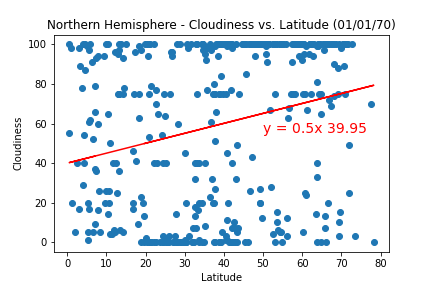 Northern Hemisphere - Cloudiness vs. Latitude (01/01/70)
100
80
60
40
20
0
Cloudiness
y = 0.5x 39.95
0 10 20 30 40 50 60 70 80
Latitude